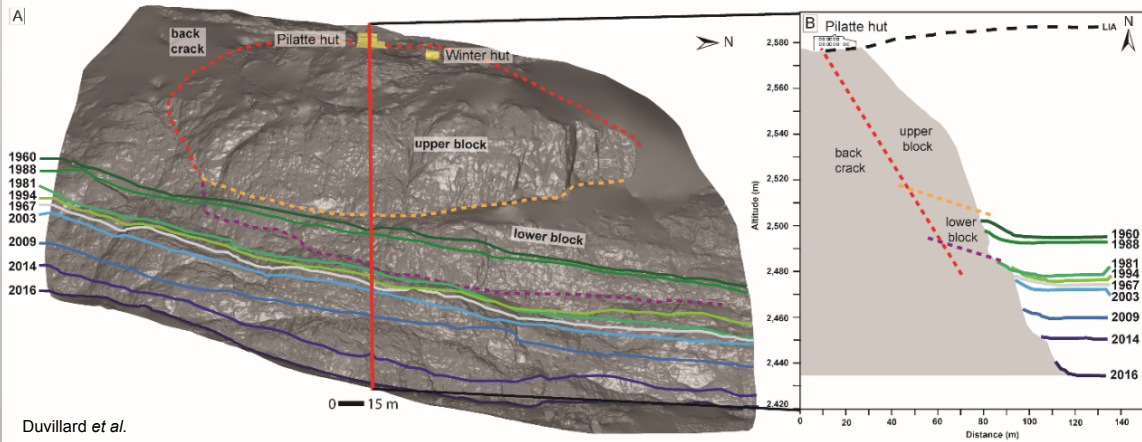 A
back
crack
Pilatte hut
Winter hut
N
upper block
lower block
1960
1988
1981
1994
1967
2003
2009
2014
2016
0 15 m
Duvillard et al.
B Pilatte hut
LIA
N
2,580
2,560
2,540
2,520
2,500
2,480
2,460
2,440
2,420
Altitude (m)
upper
block
back
crack
lower
block
1960
1988
1981
1994
1967
2003
2009
2014
2016
0 20 40 60 80 100 120 140
Distance (m)